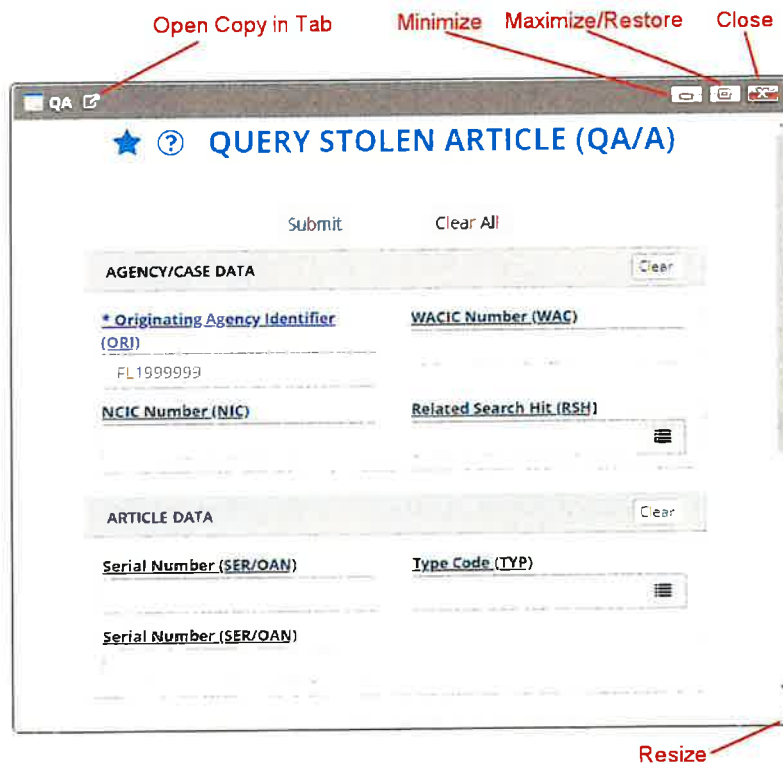 Open Copy in Tab
Minimize Maximize/Restore Close
QA
QUERY STOLEN ARTICLE (QA/A)
Submit Clear All
AGENCY/CASE DATA Clear
* Originating Agency Identifier WACIC Number (WAC)
(ORI)
FL1999999
NCIC Number (NIC) Related Search Hit (RSH)
ARTICLE DATA Clear
Serial Number (SER/OAN) Type Code (TYP)
Serial Number (SER/OAN)
Resize